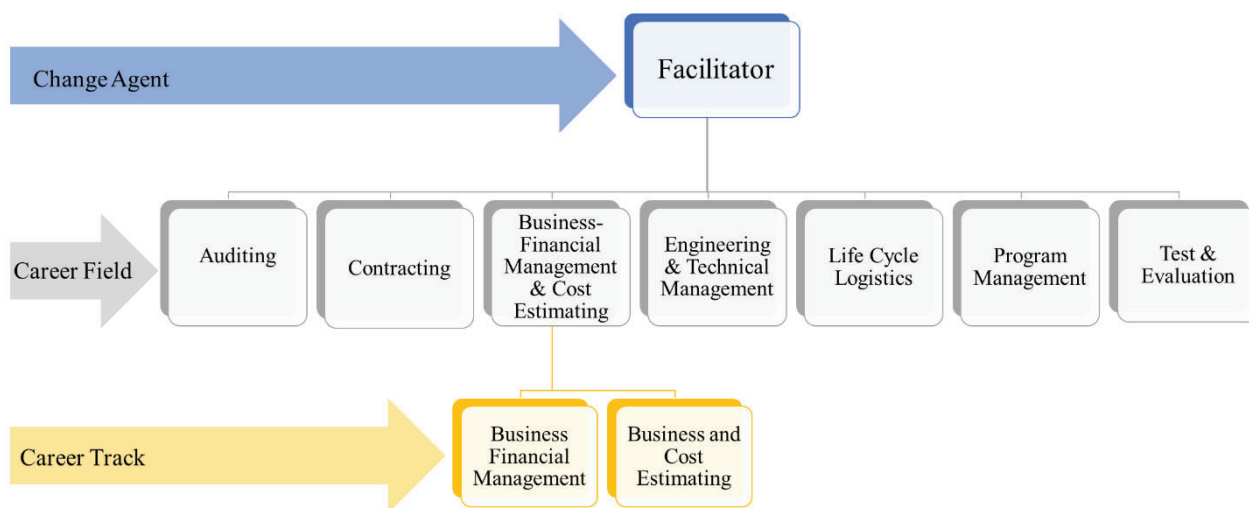 Change Agent
Facilitator
Career Field
Auditing
Contracting
Business-
Financial
Management
& Cost
Estimating
Engineering
& Technical
Management
Life Cycle
Logistics
Program
Management
Test &
Evaluation
Career Track
Business
Financial
Management
Business and
Cost
Estimating